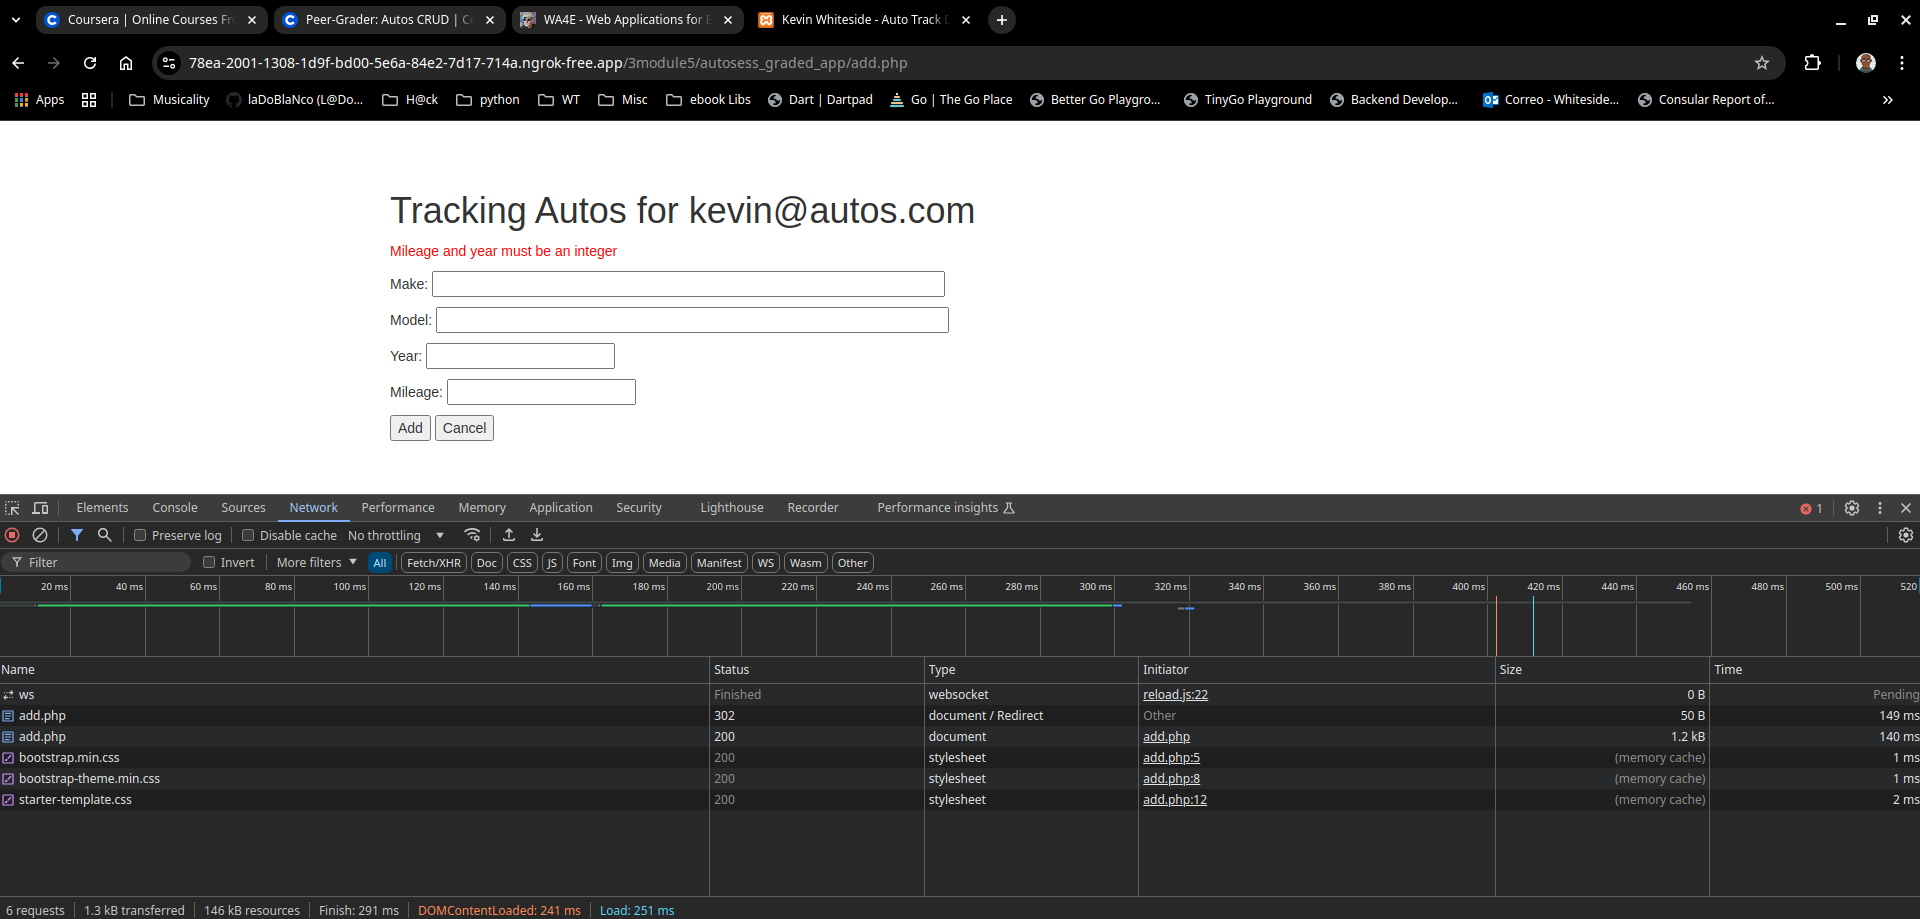 Coursera | Online Courses Fr
Peer-Grader: Autos CRUD | C
WA4E - Web Applications for E
Kevin Whiteside - Auto Track D
78ea-2001-1308-1d9f-bd00-5e6a-84e2-7d17-714a.ngrok-free.app/3module5/autosess_graded_app/add.php
Apps Musicality laDoBlaNco (L@Do... H@ck python WT Misc ebook Libs Dart | Dartpad Go | The Go Place Better Go Playgro... TinyGo Playground Backend Develop... Correo - Whiteside... Consular Report of... »
Tracking Autos for kevin@autos.com
Mileage and year must be an integer
Make:
Model:
Year:
Mileage:
Add Cancel
Elements Console Sources Network Performance Memory Application Security Lighthouse Recorder Performance insights 1
Preserve log Disable cache No throttling
Filter Invert More filters All Fetch/XHR Doc CSS JS Font Img Media Manifest WS Wasm Other
20 ms 40 ms 60 ms 80 ms 100 ms 120 ms 140 ms 160 ms 180 ms 200 ms 220 ms 240 ms 260 ms 280 ms 300 ms 320 ms 340 ms 360 ms 380 ms 400 ms 420 ms 440 ms 460 ms 480 ms 500 ms 520
Name Status Type Initiator Size Time
ws Finished websocket reload.js:22 0 B Pending
add.php 302 document / Redirect Other 50 B 149 ms
add.php 200 document add.php 1.2 kB 140 ms
bootstrap.min.css 200 stylesheet add.php:5 (memory cache) 1 ms
bootstrap-theme.min.css 200 stylesheet add.php:8 (memory cache) 1 ms
starter-template.css 200 stylesheet add.php:12 (memory cache) 2 ms
6 requests 1.3 kB transferred 146 kB resources Finish: 291 ms DOMContentLoaded: 241 ms Load: 251 ms